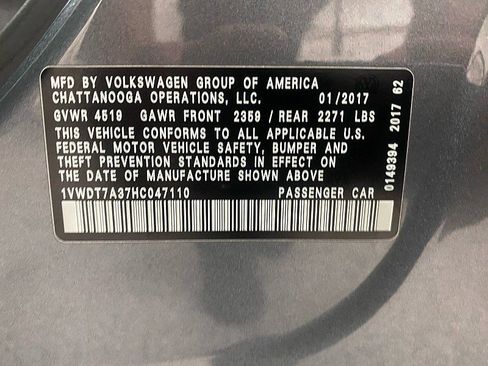 MFD BY VOLKSWAGEN GROUP OF AMERICA
CHATTANOOGA OPERATIONS, LLC. 01/2017
GVWR 4519 GAWR FRONT 2359 / REAR 2271 LBS
THIS VEHICLE CONFORMS TO ALL APPLICABLE U.S.
FEDERAL MOTOR VEHICLE SAFETY, BUMPER AND
THEFT PREVENTION STANDARDS IN EFFECT ON
THE DATE OF MANUFACTURE SHOWN ABOVE
1VWDT7A37HC047110 PASSENGER CAR
0149394 2017 62